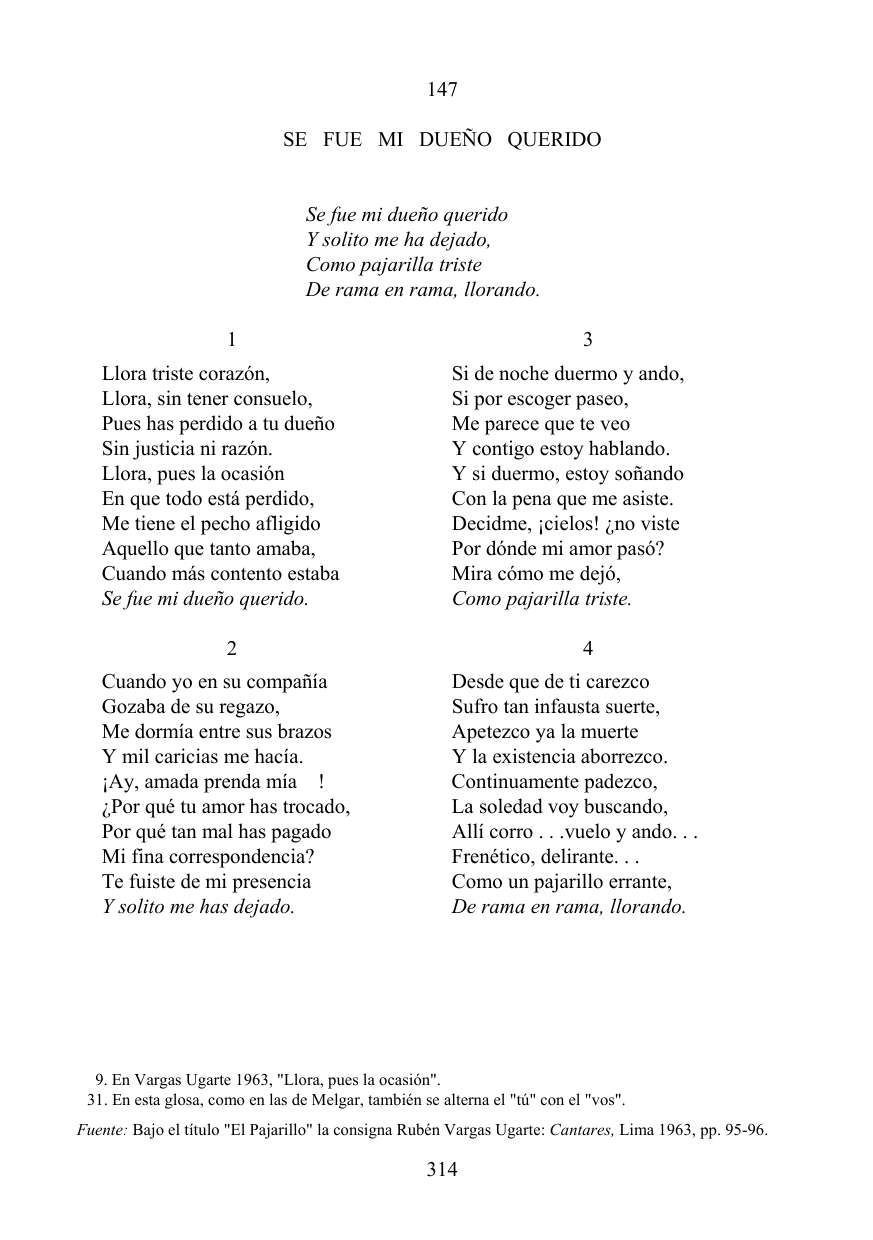 147
SE FUE MI DUEÑO QUERIDO
Se fue mi dueño querido
Y solito me ha dejado,
Como pajarilla triste
De rama en rama, llorando.
1
Llora triste corazón,
Llora, sin tener consuelo,
Pues has perdido a tu dueño
Sin justicia ni razón.
Llora, pues la ocasión
En que todo está perdido,
Me tiene el pecho afligido
Aquello que tanto amaba,
Cuando más contento estaba
Se fue mi dueño querido.
2
Cuando yo en su compañía
Gozaba de su regazo,
Me dormía entre sus brazos
Y mil caricias me hacía.
¡Ay, amada prenda mía !
¿Por qué tu amor has trocado,
Por qué tan mal has pagado
Mi fina correspondencia?
Te fuiste de mi presencia
Y solito me has dejado.
3
Si de noche duermo y ando,
Si por escoger paseo,
Me parece que te veo
Y contigo estoy hablando.
Y si duermo, estoy soñando
Con la pena que me asiste.
Decidme, ¡cielos! ¿no viste
Por dónde mi amor pasó?
Mira cómo me dejó,
Como pajarilla triste.
4
Desde que de ti carezco
Sufro tan infausta suerte,
Apetezco ya la muerte
Y la existencia aborrezco.
Continuamente padezco,
La soledad voy buscando,
Allí corro . . .vuelo y ando. . .
Frenético, delirante. . .
Como un pajarillo errante,
De rama en rama, llorando.
9. En Vargas Ugarte 1963, "Llora, pues la ocasión".
31. En esta glosa, como en las de Melgar, también se alterna el "tú" con el "vos".
Fuente: Bajo el título "El Pajarillo" la consigna Rubén Vargas Ugarte: Cantares, Lima 1963, pp. 95-96.
314